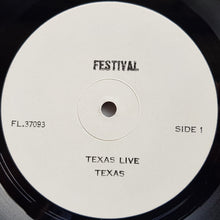 FESTIVAL
FL.37093
SIDE 1
TEXAS LIVE
TEXAS